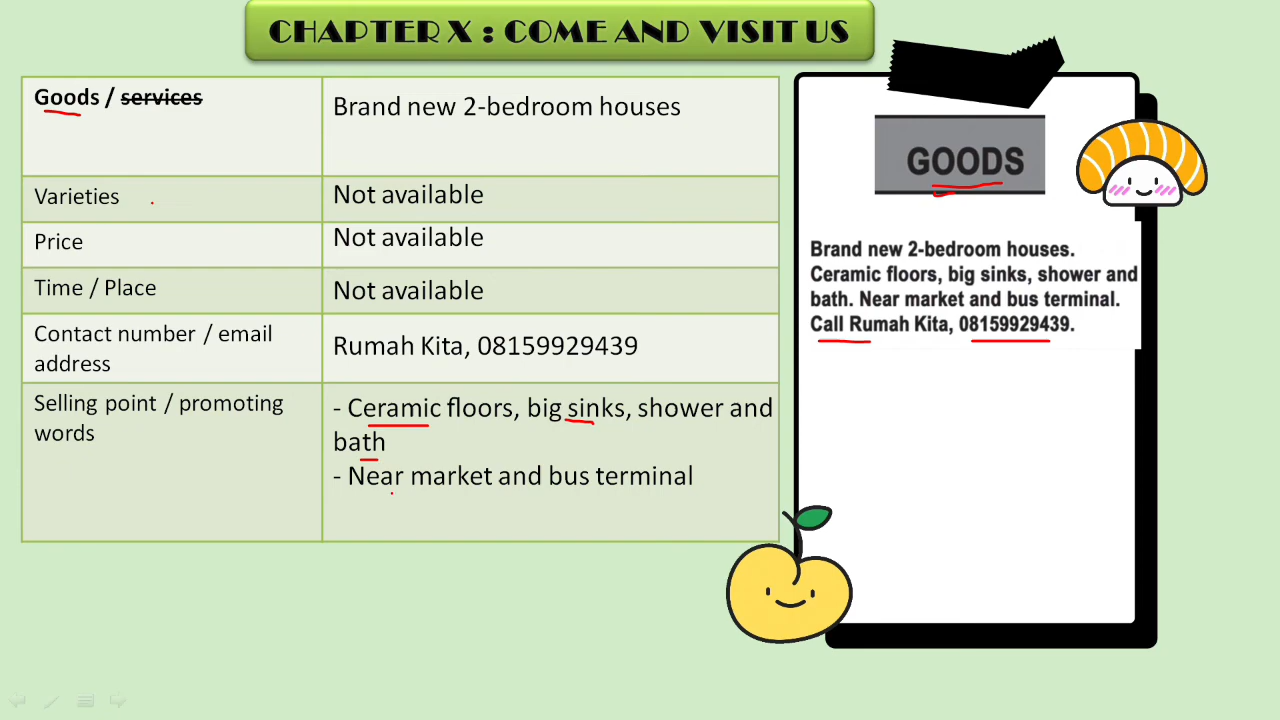 CHAPTER X : COME AND VISIT US
Goods / services
Brand new 2-bedroom houses
Varieties
Not available
Price
Not available
Time / Place
Not available
Contact number / email
address
Rumah Kita, 08159929439
Selling point / promoting
words
- Ceramic floors, big sinks, shower and
bath
- Near market and bus terminal
GOODS
Brand new 2-bedroom houses.
Ceramic floors, big sinks, shower and
bath. Near market and bus terminal.
Call Rumah Kita, 08159929439.